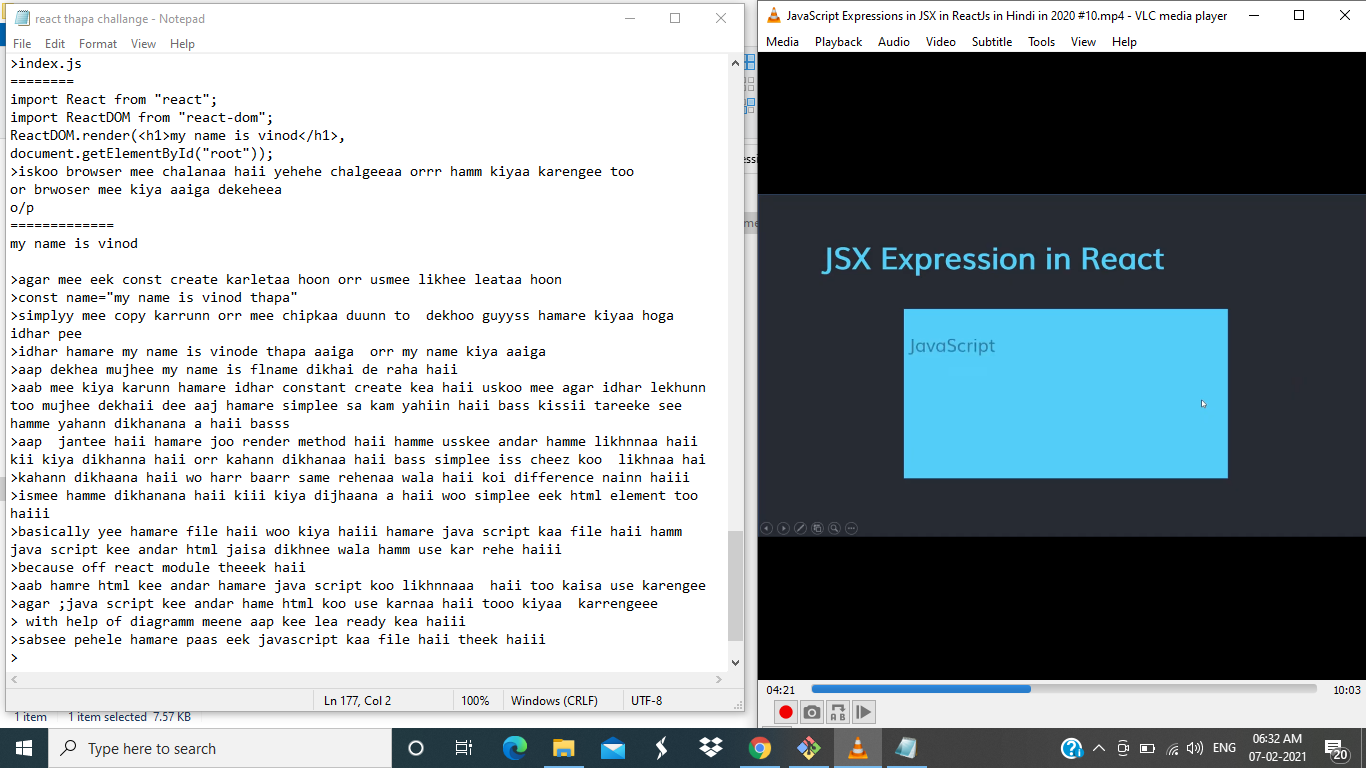 react thapa challange - Notepad
File Edit Format View Help
>index.js
========
import React from "react";
import ReactDOM from "react-dom";
ReactDOM.render(<h1>my name is vinod</h1>,
document.getElementById("root"));
>iskoo browser mee chalanaa haii yehehe chalgeeaa orrr hamm kiyaa karengee too
or brwoser mee kiya aaiga dekeheea
o/p
=============
my name is vinod
>agar mee eek const create karletaa hoon orr usmee likhee leataa hoon
>const name="my name is vinod thapa"
>simplyy mee copy karrunn orr mee chipkaa duunn to  dekhoo guyyss hamare kiyaa hoga
idhar pee
>idhar hamare my name is vinode thapa aaiga  orr my name kiya aaiga
>aap dekhea mujhee my name is flname dikhai de raha haii
>aab mee kiya karunn hamare idhar constant create kea haii uskoo mee agar idhar lekhunn
too mujhee dekhaii dee aaj hamare simplee sa kam yahiin haii bass kissii tareeke see
hamme yahann dikhanana a haii basss
>aap  jantee haii hamare joo render method haii hamme usskee andar hamme likhnnaa haii
kii kiya dikhanna haii orr kahann dikhanaa haii bass simplee iss cheez koo  likhnaa hai
>kahann dikhaana haii wo harr baarr same rehenaa wala haii koi difference nainn haiii
>ismee hamme dikhanana haii kiii kiya dijhaana a haii woo simplee eek html element too
haiii
>basically yee hamare file haii woo kiya haiii hamare java script kaa file haii hamm
java script kee andar html jaisa dikhnee wala hamm use kar rehe haiii
>because off react module theeek haii
>aab hamre html kee andar hamare java script koo likhnnaaa  haii too kaisa use karengee
>agar ;java script kee andar hame html koo use karnaa haii tooo kiyaa  karrengeee
> with help of diagramm meene aap kee lea ready kea haiii
>sabsee pehele hamare paas eek javascript kaa file haii theek haiii
>
Ln 177, Col 2 100% Windows (CRLF) UTF-8
1 item 1 item selected 7.57 KB
JavaScript Expressions in JSX in ReactJs in Hindi in 2020 #10.mp4 - VLC media player
Media Playback Audio Video Subtitle Tools View Help
JSX Expression in React
JavaScript
04:21 10:03
A B
Type here to search
ENG
06:32 AM
07-02-2021
20